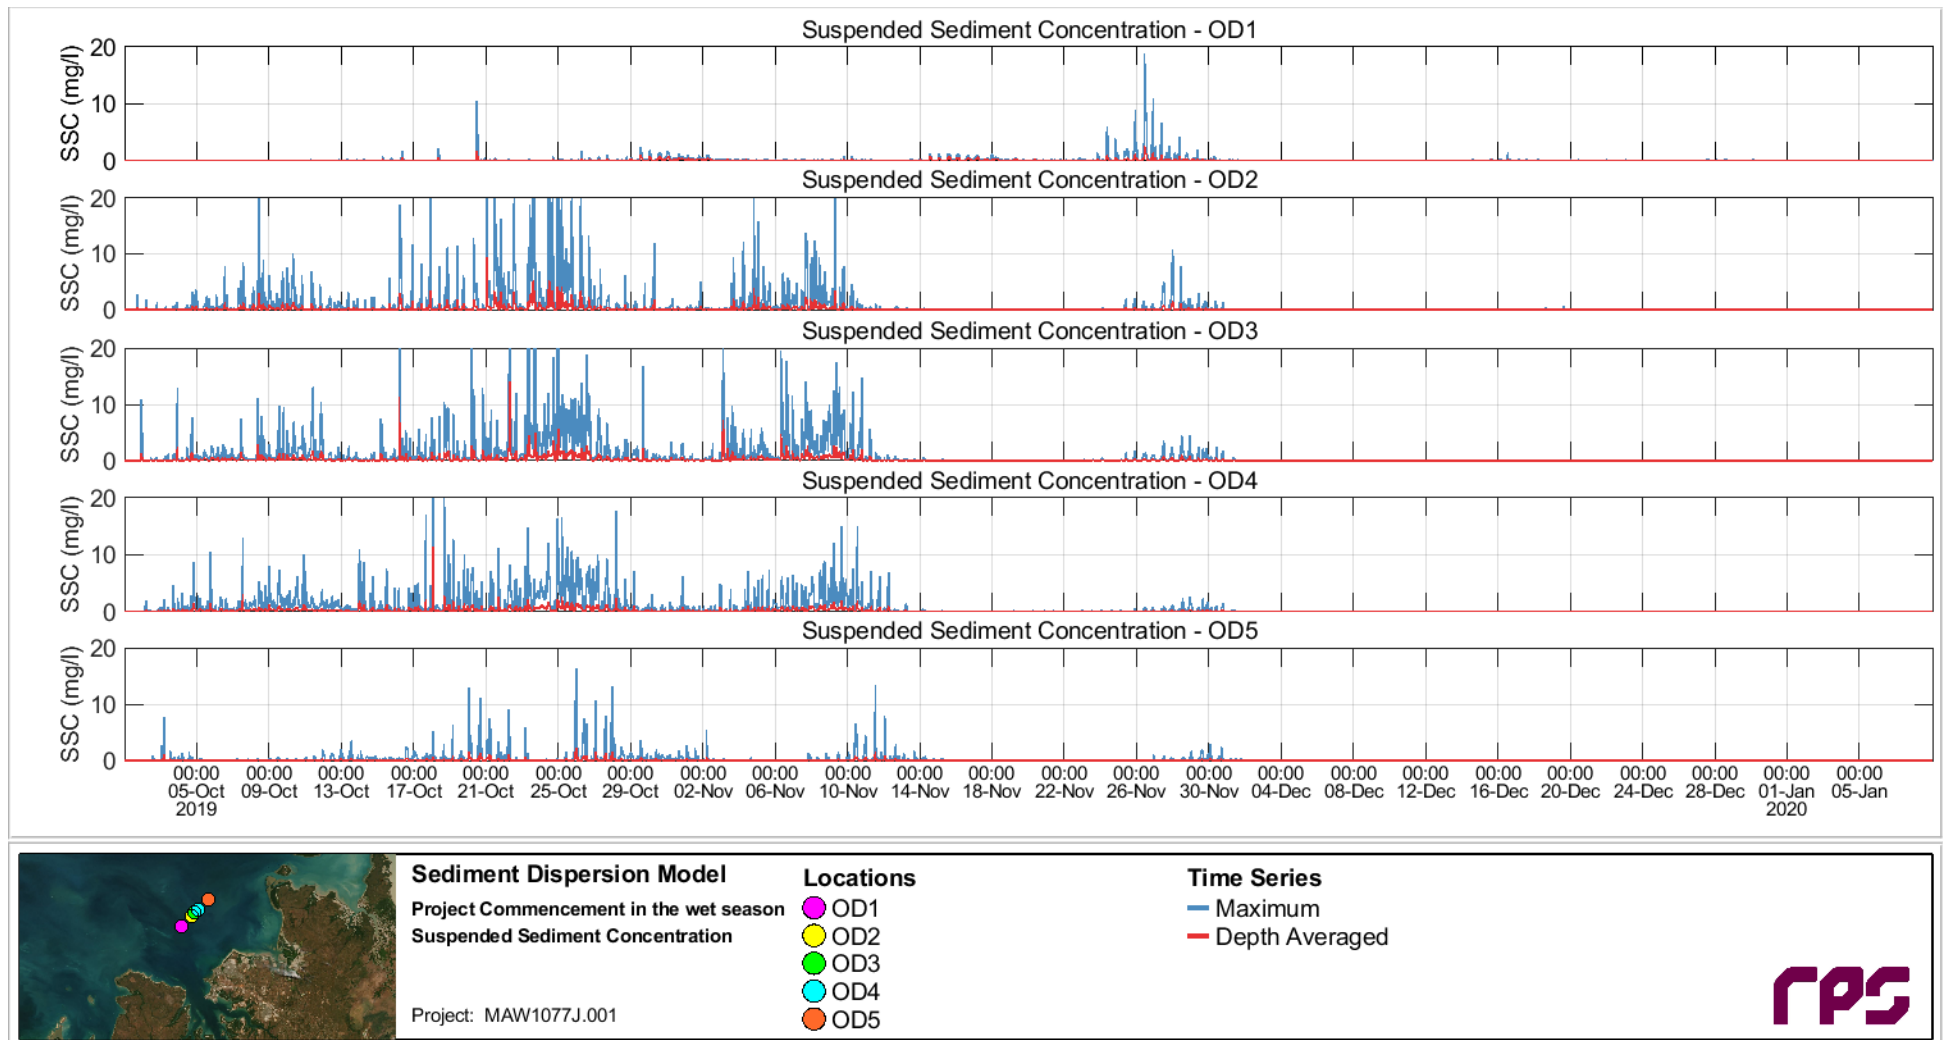 Suspended Sediment Concentration - OD1
SSC (mg/l)
20
10
0
Suspended Sediment Concentration - OD2
SSC (mg/l)
20
10
0
Suspended Sediment Concentration - OD3
SSC (mg/l)
20
10
0
Suspended Sediment Concentration - OD4
SSC (mg/l)
20
10
0
Suspended Sediment Concentration - OD5
SSC (mg/l)
20
10
0
00:00 00:00 00:00 00:00 00:00 00:00 00:00 00:00 00:00 00:00 00:00 00:00 00:00 00:00 00:00 00:00 00:00 00:00 00:00 00:00 00:00 00:00 00:00 00:00
05-Oct 09-Oct 13-Oct 17-Oct 21-Oct 25-Oct 29-Oct 02-Nov 06-Nov 10-Nov 14-Nov 18-Nov 22-Nov 26-Nov 30-Nov 04-Dec 08-Dec 12-Dec 16-Dec 20-Dec 24-Dec 28-Dec 01-Jan 05-Jan
2019 2020
Sediment Dispersion Model
Project Commencement in the wet season
Suspended Sediment Concentration
Project: MAW1077J.001
Locations
OD1
OD2
OD3
OD4
OD5
Time Series
Maximum
Depth Averaged
rps